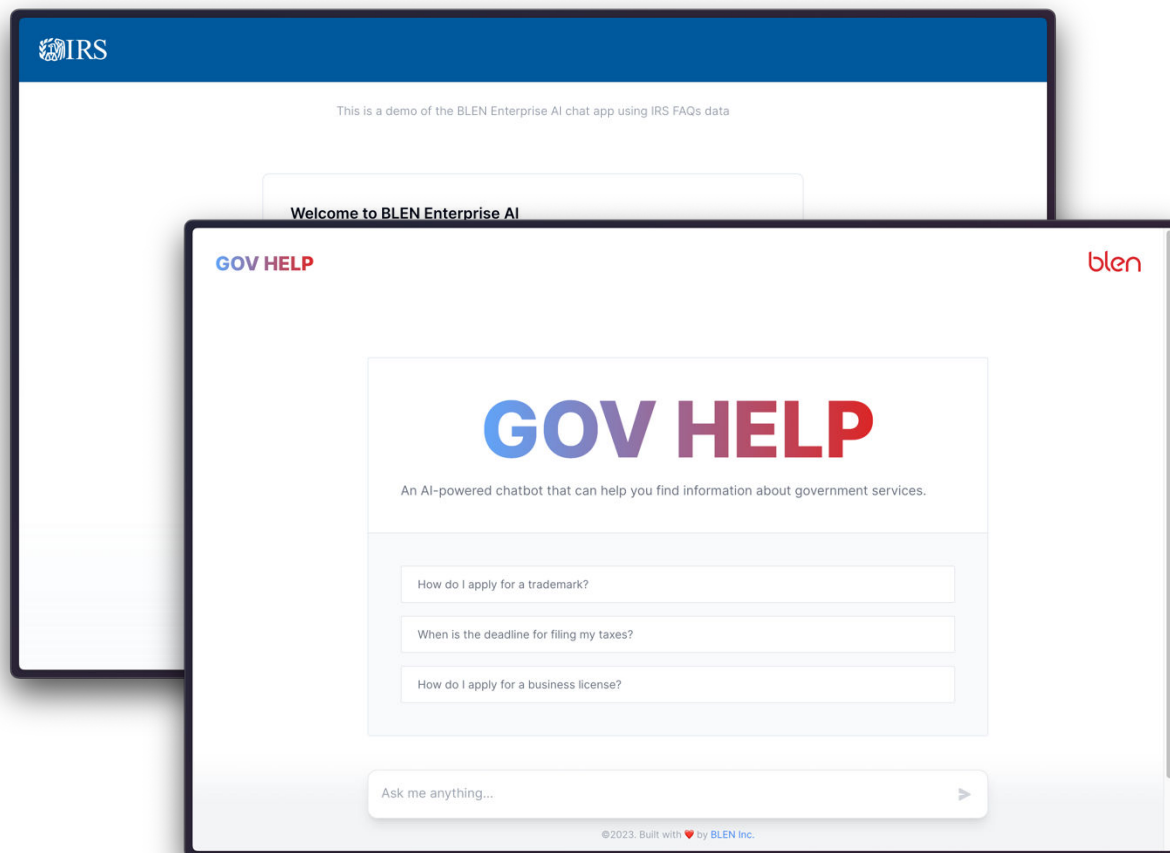 IRS
This is a demo of the BLEN Enterprise AI chat app using IRS FAQs data
Welcome to BLEN Enterprise AI
GOV HELP
blen
GOV HELP
An AI-powered chatbot that can help you find information about government services.
How do I apply for a trademark?
When is the deadline for filing my taxes?
How do I apply for a business license?
Ask me anything...
©2023. Built with ❤️ by BLEN Inc.